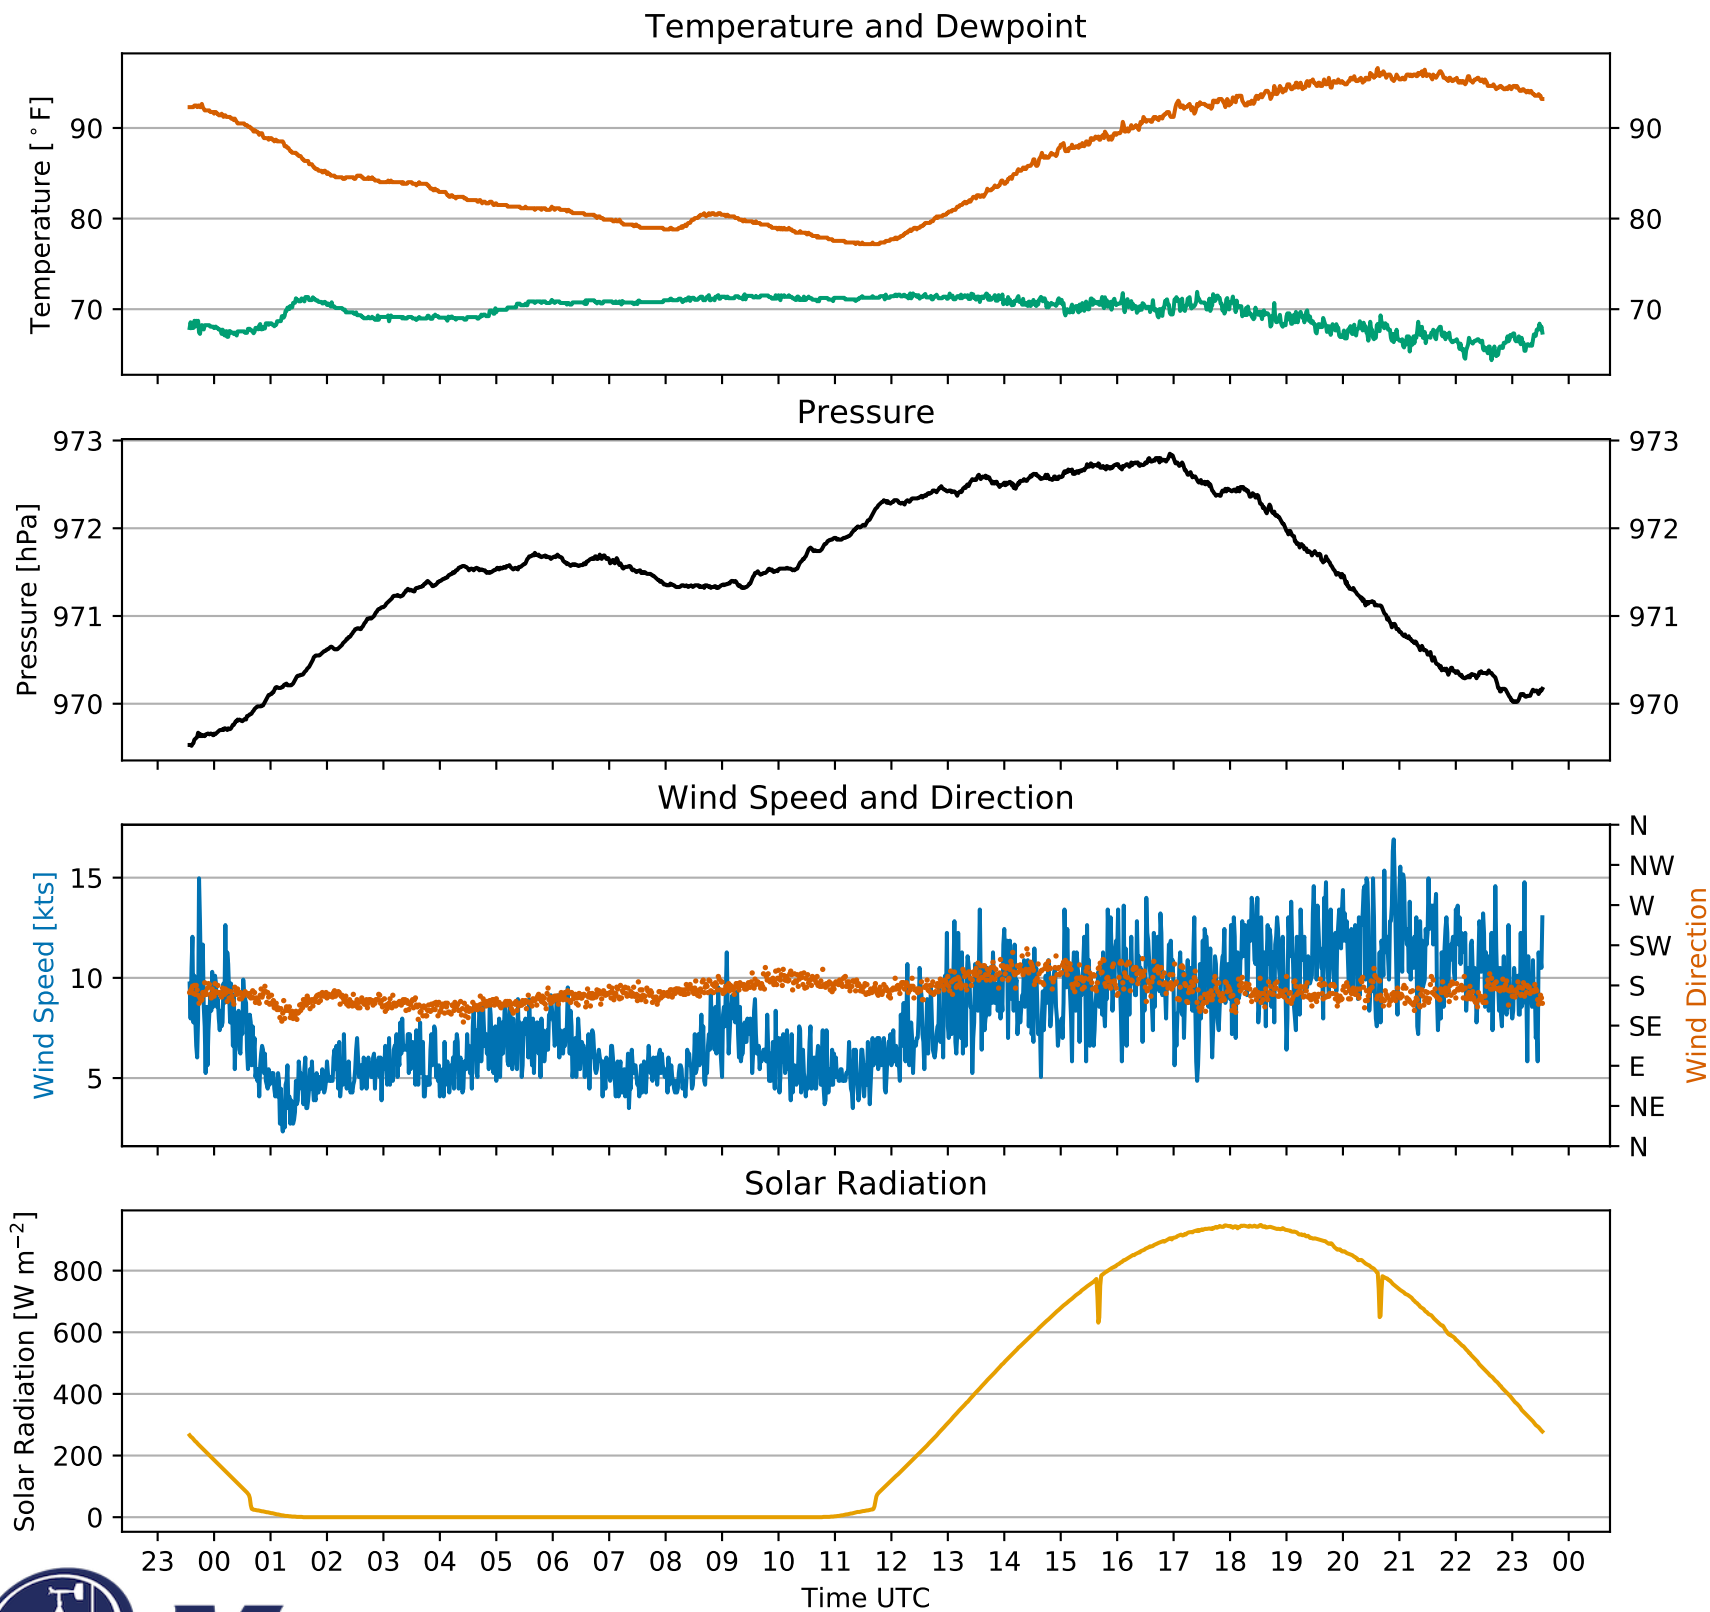 Temperature and Dewpoint
Temperature [°F]
90 90
80 80
70 70
Pressure
Pressure [hPa]
973 973
972 972
971 971
970 970
Wind Speed and Direction
Wind Speed [kts]
15
10
5
N
NW
W
SW
S
SE
E
NE
N
Wind Direction
Solar Radiation
Solar Radiation [W m⁻²]
800
600
400
200
0
23 00 01 02 03 04 05 06 07 08 09 10 11 12 13 14 15 16 17 18 19 20 21 22 23 00
Time UTC